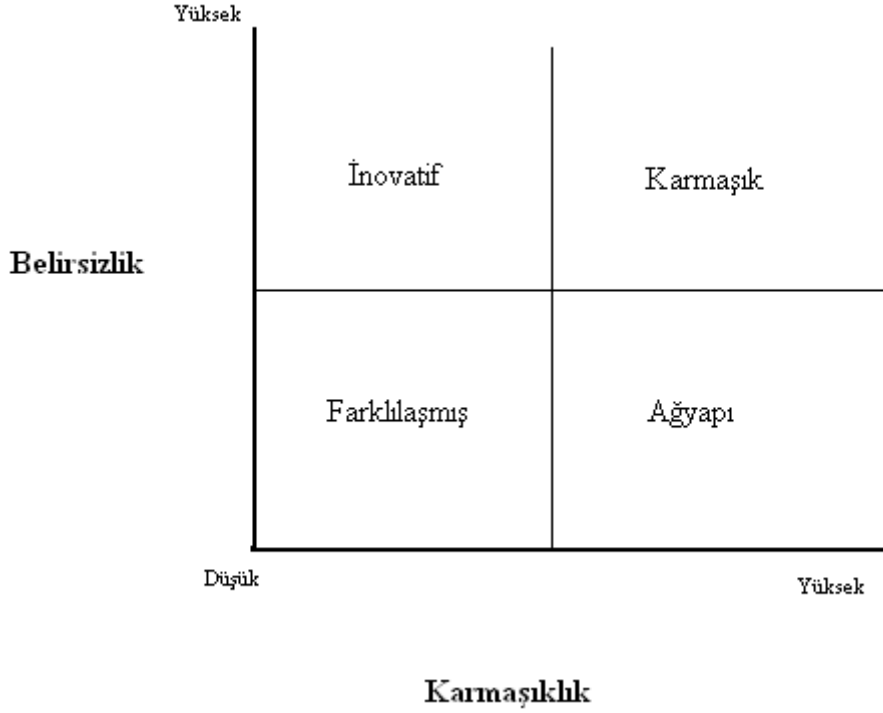 Yüksek
İnovatif
Karmaşık
Belirsizlik
Farklılaşmış
Ağyapı
Düşük
Yüksek
Karmaşıklık